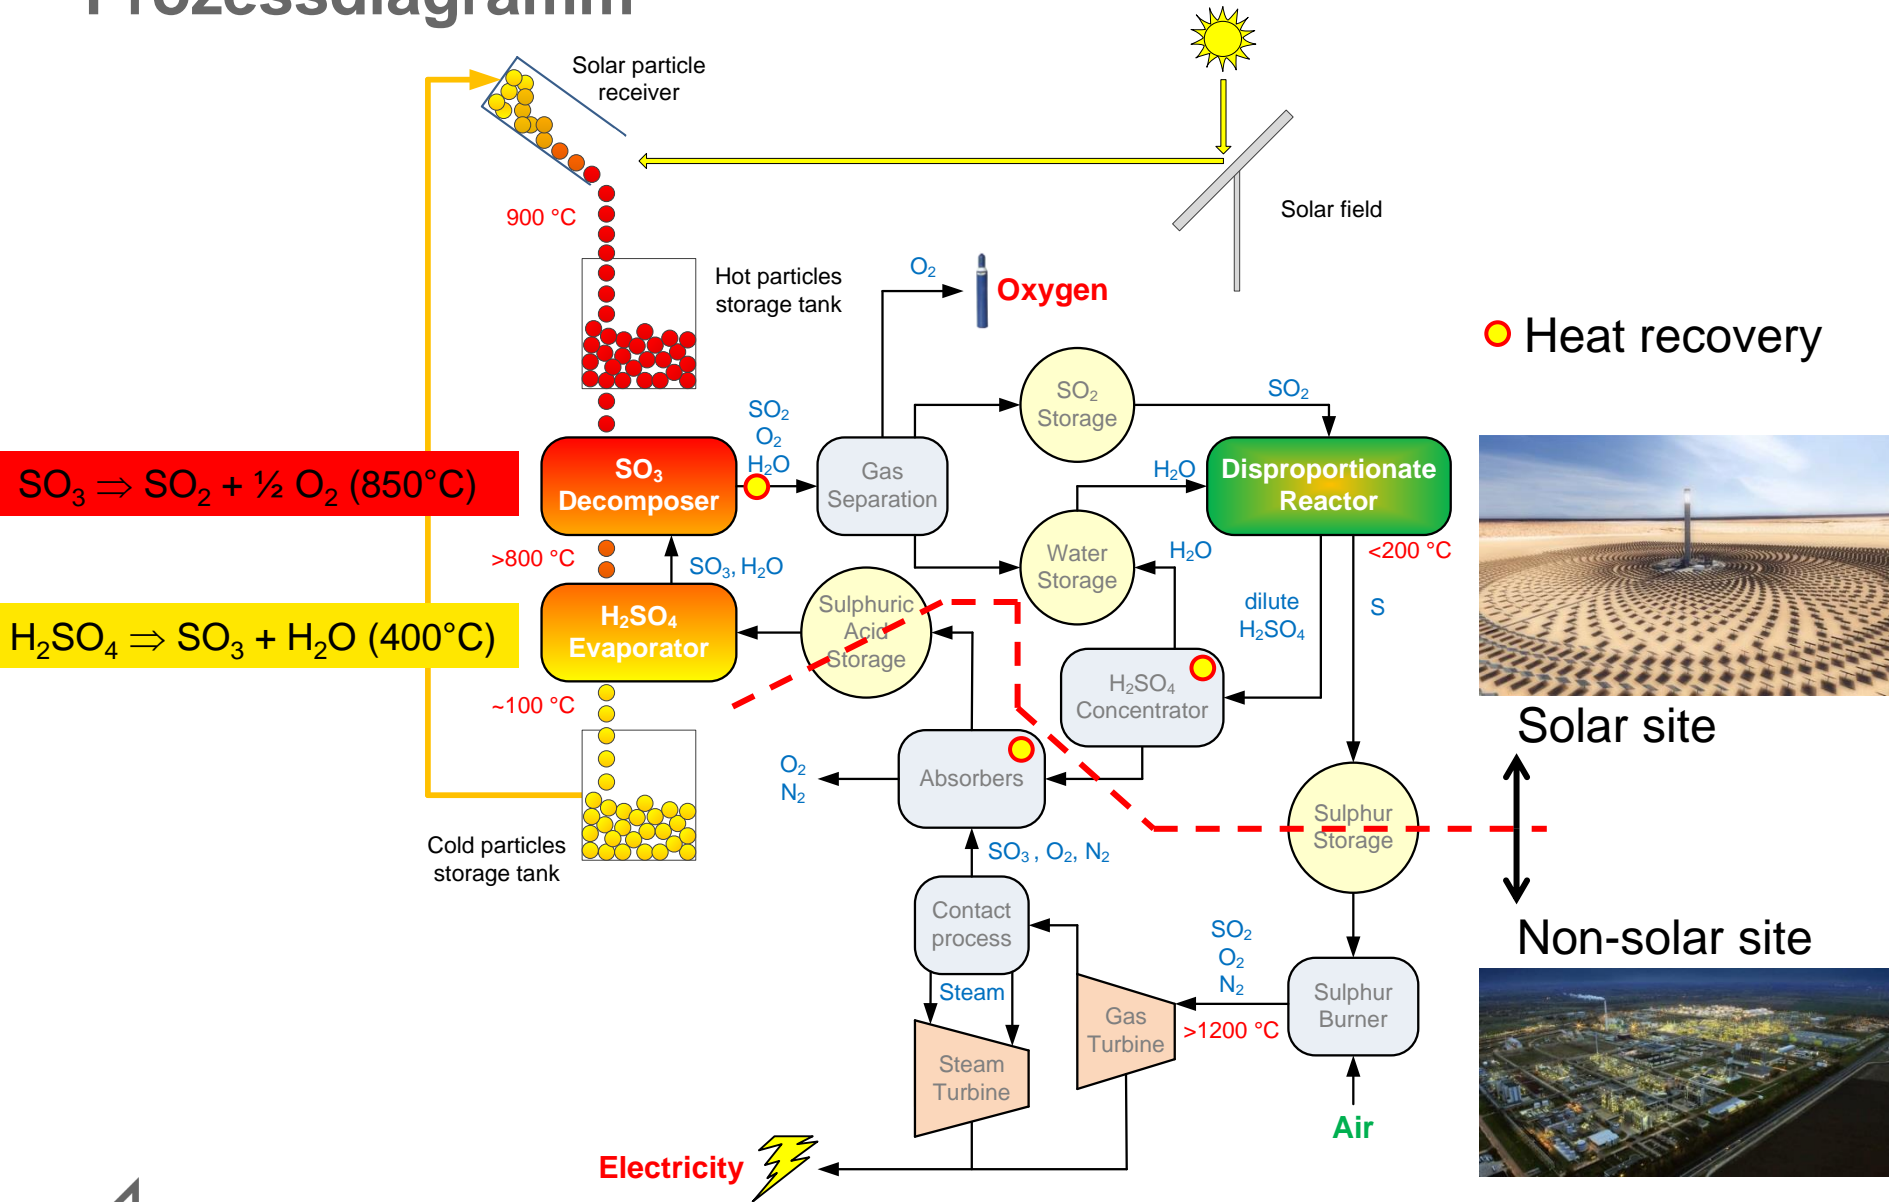 Prozessdiagramm
Solar particle
receiver
900 °C
Solar field
Hot particles
storage tank
O₂
Oxygen
Heat recovery
SO₂
Storage
SO₂
SO₂
O₂
H₂O
SO₃ ⇒ SO₂ + ½ O₂ (850°C)
SO₃
Decomposer
Gas
Separation
H₂O
Disproportionate
Reactor
>800 °C
SO₃, H₂O
Water
Storage
H₂O
<200 °C
H₂SO₄ ⇒ SO₃ + H₂O (400°C)
H₂SO₄
Evaporator
Sulphuric
Acid
Storage
dilute
H₂SO₄
S
~100 °C
H₂SO₄
Concentrator
Solar site
O₂
N₂
Absorbers
Sulphur
Storage
Cold particles
storage tank
SO₃ , O₂, N₂
Contact
process
SO₂
O₂
N₂
Non-solar site
Steam
Gas
Turbine
>1200 °C
Sulphur
Burner
Steam
Turbine
Air
Electricity